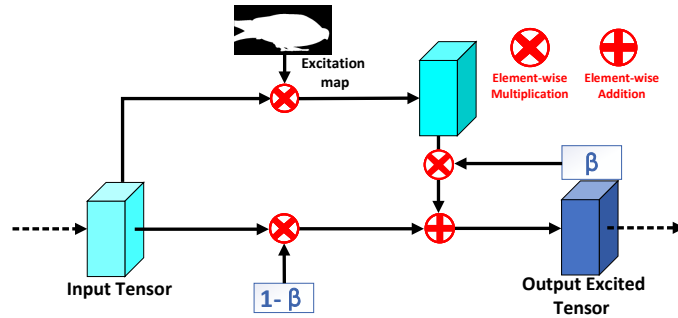 Excitation
map
Element-wise
Multiplication
Element-wise
Addition
β
Input Tensor
1- β
Output Excited
Tensor